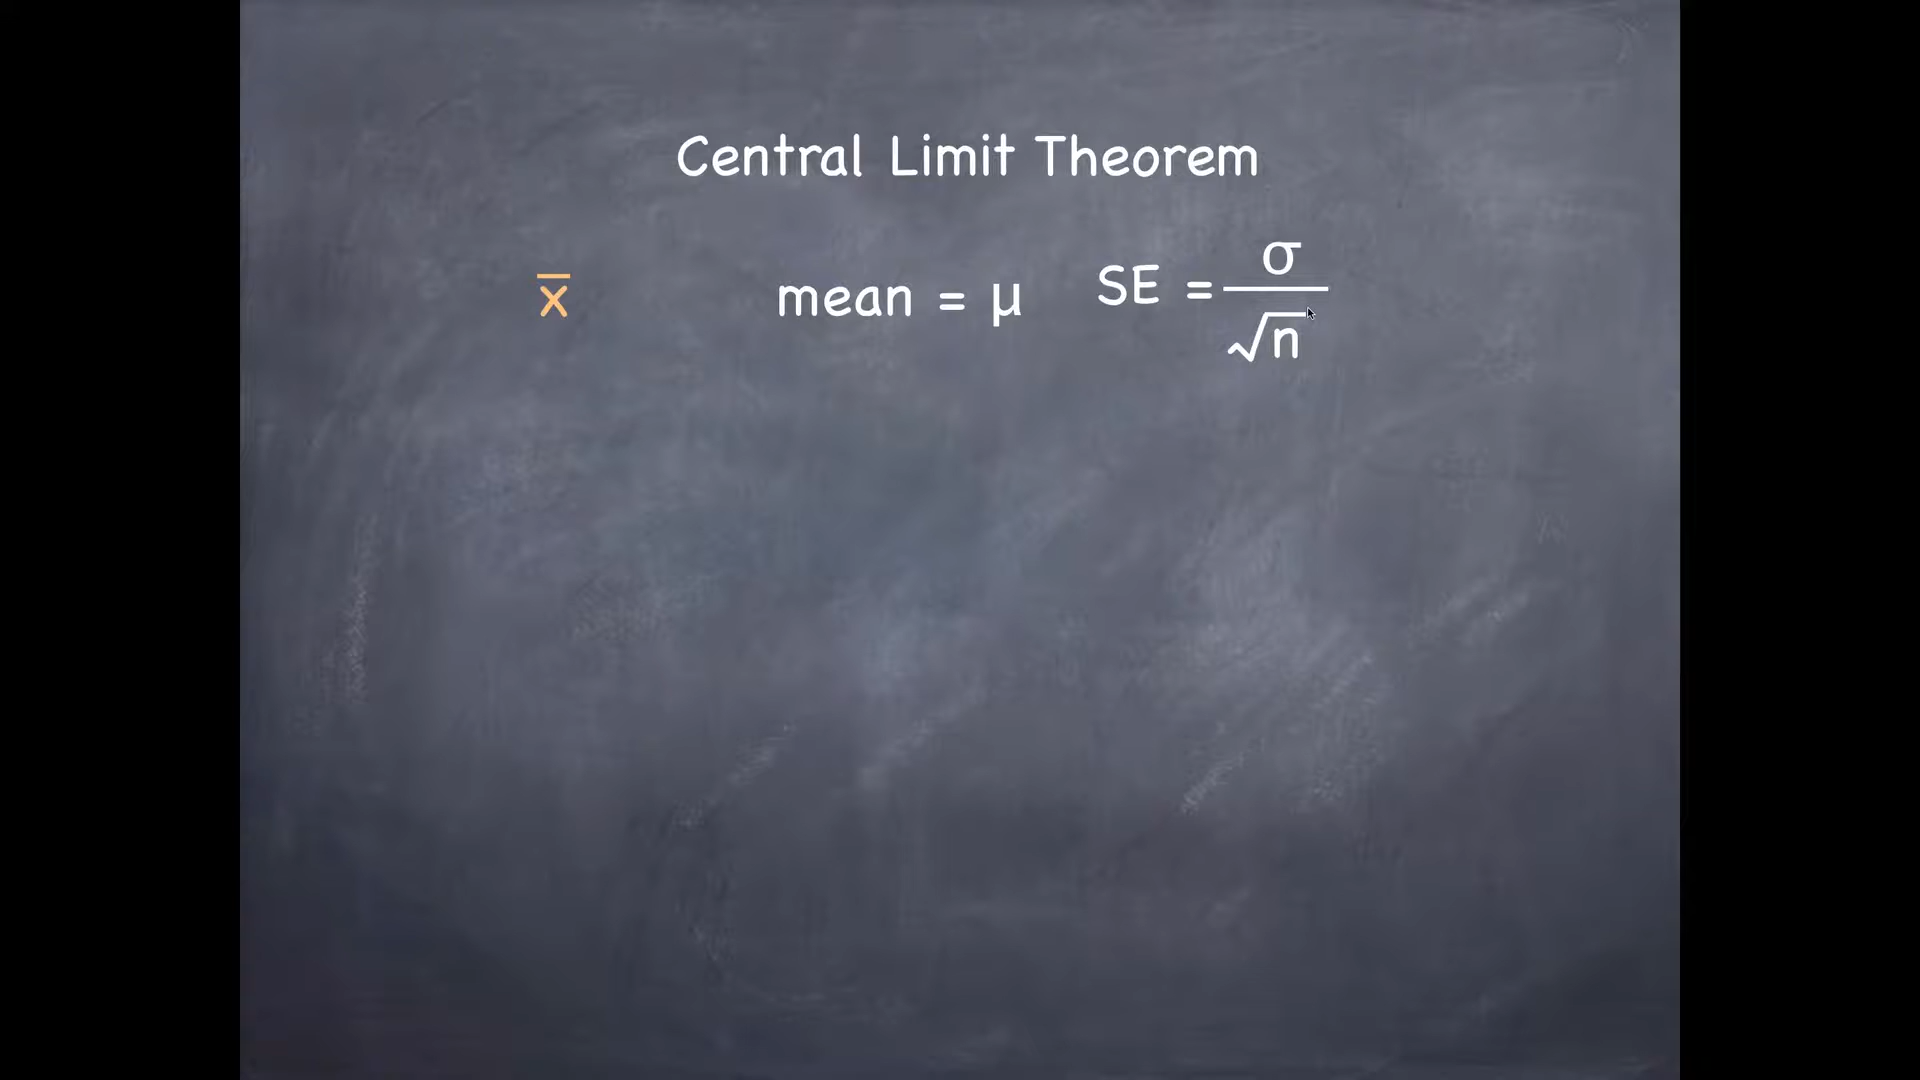 Central Limit Theorem
x̄ mean = μ SE = σ/√n